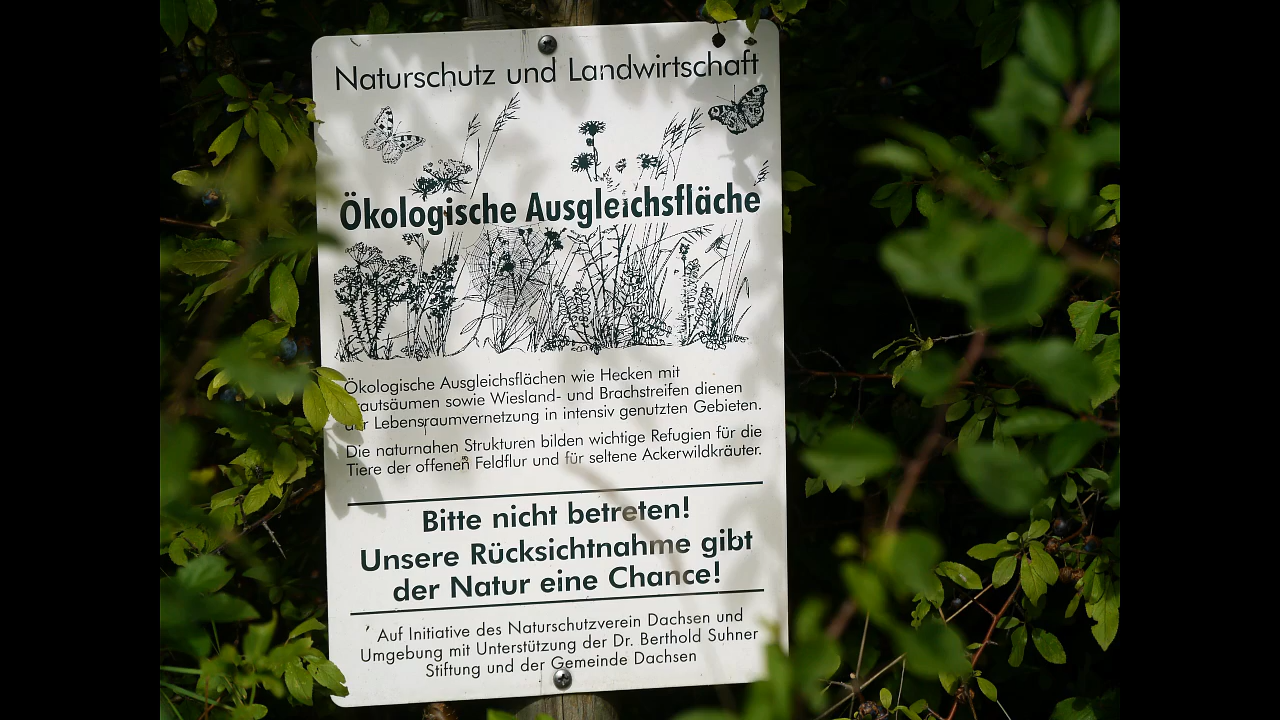 Naturschutz und Landwirtschaft
Ökologische Ausgleichsfläche
Ökologische Ausgleichsflächen wie Hecken mit
Krautsäumen sowie Wiesland- und Brachstreifen dienen
der Lebensraumvernetzung in intensiv genutzten Gebieten.
Die naturnahen Strukturen bilden wichtige Refugien für die
Tiere der offenen Feldflur und für seltene Ackerwildkräuter.
Bitte nicht betreten!
Unsere Rücksichtnahme gibt
der Natur eine Chance!
Auf Initiative des Naturschutzverein Dachsen und
Umgebung mit Unterstützung der Dr. Berthold Suhner
Stiftung und der Gemeinde Dachsen